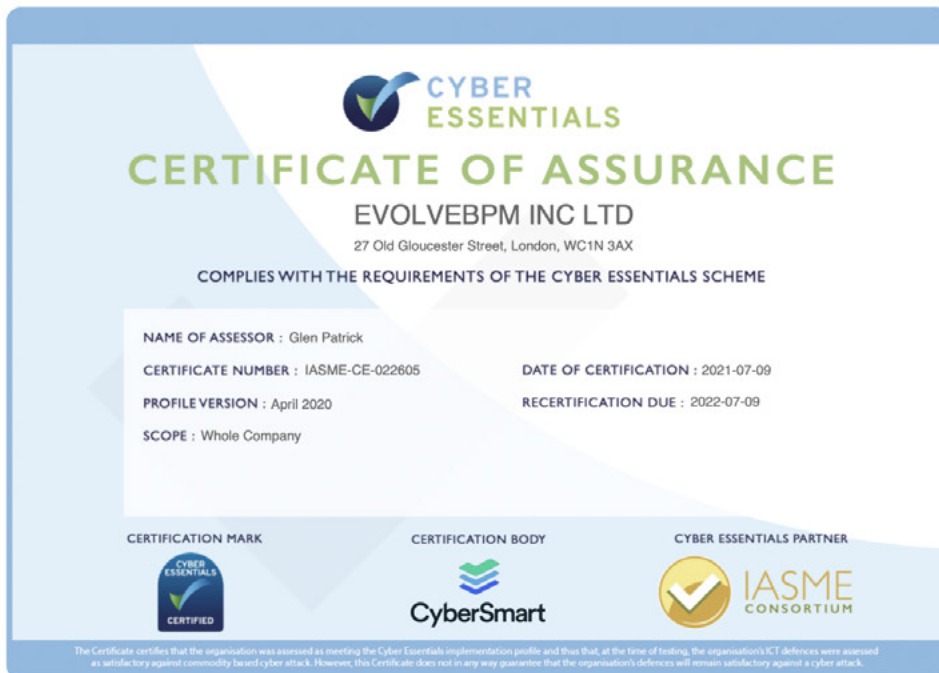 CYBER
ESSENTIALS
CERTIFICATE OF ASSURANCE
EVOLVEBPM INC LTD
27 Old Gloucester Street, London, WC1N 3AX
COMPLIES WITH THE REQUIREMENTS OF THE CYBER ESSENTIALS SCHEME
NAME OF ASSESSOR : Glen Patrick
CERTIFICATE NUMBER : IASME-CE-022605
DATE OF CERTIFICATION : 2021-07-09
PROFILE VERSION : April 2020
RECERTIFICATION DUE : 2022-07-09
SCOPE : Whole Company
CERTIFICATION MARK
CERTIFICATION BODY
CYBER ESSENTIALS PARTNER
CYBER
ESSENTIALS
CERTIFIED
CyberSmart
IASME
CONSORTIUM
The Certificate certifies that the organisation was assessed as meeting the Cyber Essentials implementation profile and thus that, at the time of testing, the organisation's ICT defences were assessed
as satisfactory against commodity based cyber attack. However, this Certificate does not in any way guarantee that the organisation's defences will remain satisfactory against a cyber attack.